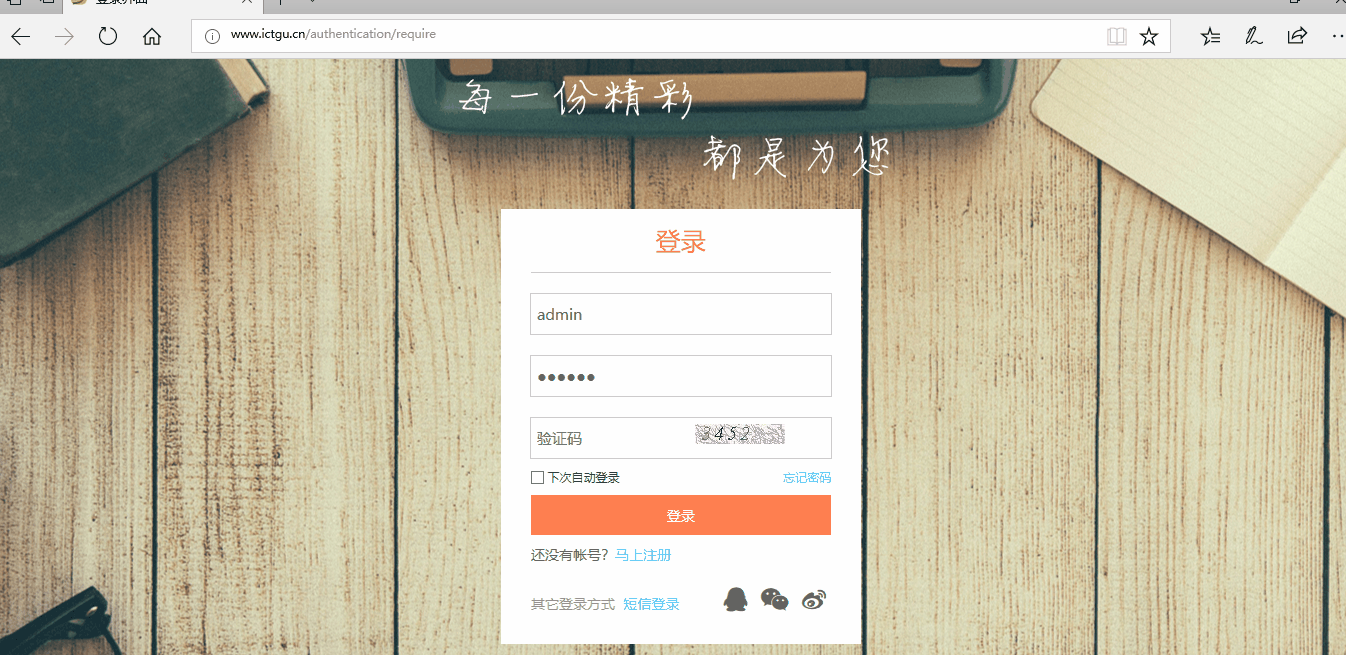 www.ictgu.cn/authentication/require
每一份精彩
都是为您
登录
admin
••••••
验证码 3452
下次自动登录 忘记密码
登录
还没有帐号? 马上注册
其它登录方式 短信登录